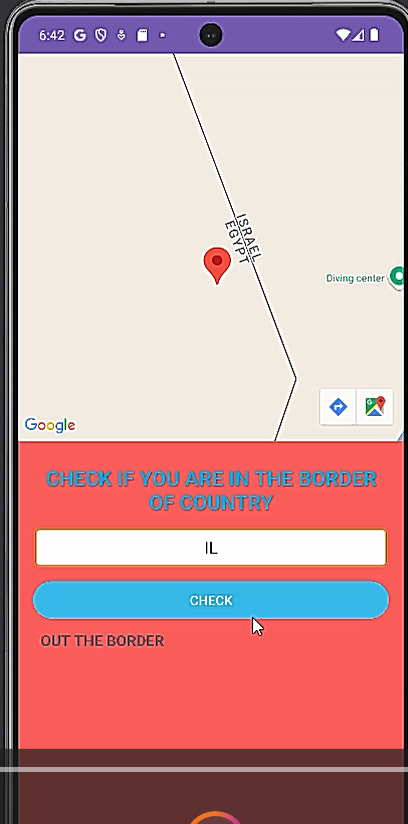 6:42
ISRAEL
EGYPT
Diving center
Google
CHECK IF YOU ARE IN THE BORDER
OF COUNTRY
IL
CHECK
OUT THE BORDER